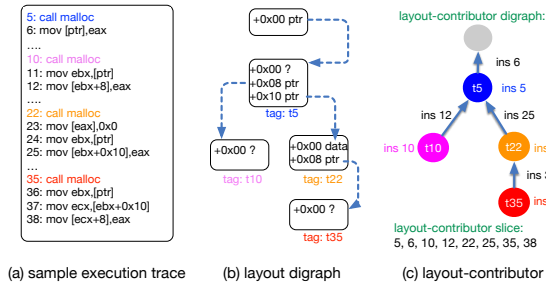 5: call malloc
6: mov [ptr],eax
....
10: call malloc
11: mov ebx,[ptr]
12: mov [ebx+8],eax
....
22: call malloc
23: mov [eax],0x0
24: mov ebx,[ptr]
25: mov [ebx+0x10],eax
...
35: call malloc
36: mov ebx,[ptr]
37: mov ecx,[ebx+0x10]
38: mov [ecx+8],eax
(a) sample execution trace
+0x00 ptr
+0x00 ?
+0x08 ptr
+0x10 ptr
tag: t5
+0x00 ?
tag: t10
+0x00 data
+0x08 ptr
tag: t22
+0x00 ?
tag: t35
(b) layout digraph
layout-contributor digraph:
ins 6
t5
ins 5
ins 12
ins 25
ins 10
t10
t22
ins
ins 3
t35
ins
layout-contributor slice:
5, 6, 10, 12, 22, 25, 35, 38
(c) layout-contributor